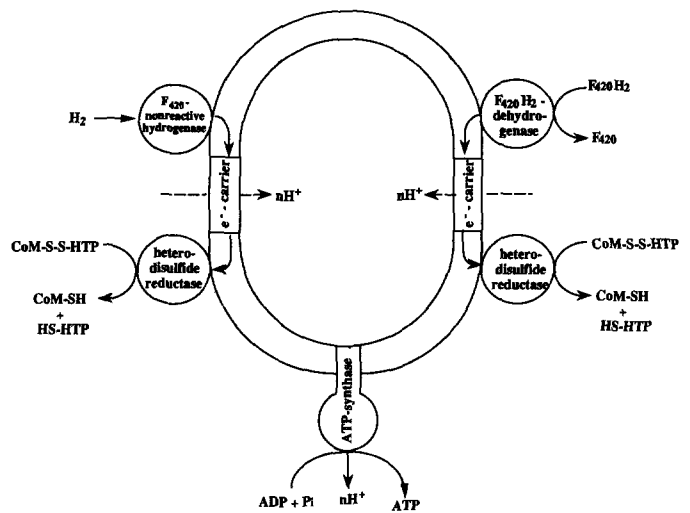 F420-
nonreactive
hydrogenase
H2
e⁻-carrier
nH+
CoM-S-S-HTP
hetero-
disulfide
reductase
CoM-SH
+
HS-HTP
F420H2-
dehydro-
genase
F420H2
F420
nH+
e⁻-carrier
hetero-
disulfide
reductase
CoM-S-S-HTP
CoM-SH
+
HS-HTP
ATP-synthase
ADP + Pi
nH+
ATP